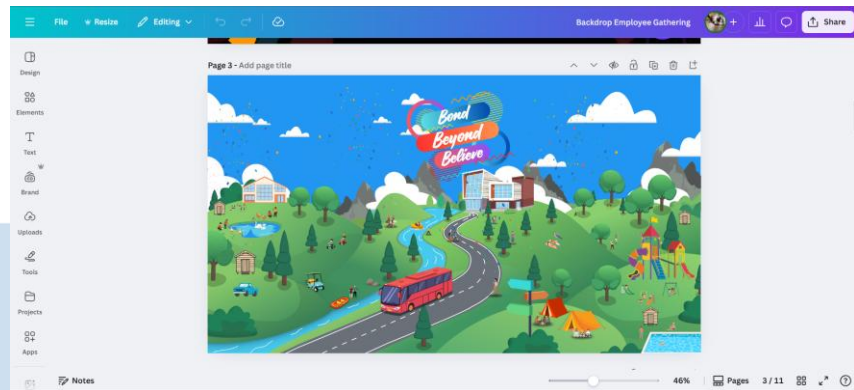 File
Resize
Editing
Backdrop Employee Gathering
Share
Page 3 - Add page title
Design
Elements
Text
Brand
Uploads
Tools
Projects
Apps
Bond
Beyond
Believe
Notes
46%
Pages
3 / 11